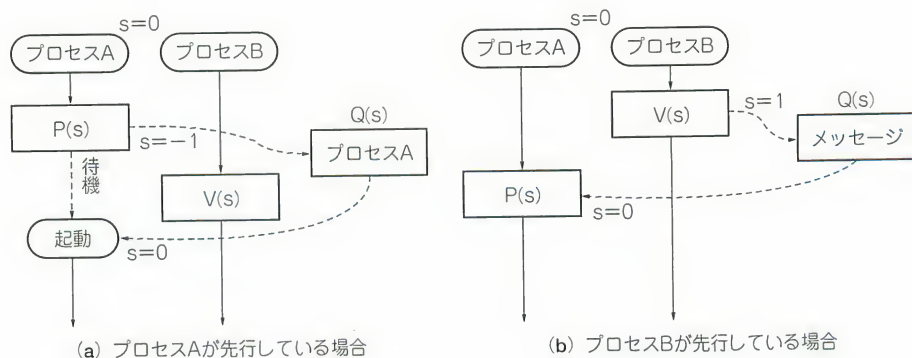 s=0
プロセスA
プロセスB
P(s)
s=-1
Q(s)
プロセスA
待機
V(s)
起動
s=0
(a) プロセスAが先行している場合
s=0
プロセスA
プロセスB
V(s)
s=1
Q(s)
メッセージ
P(s)
s=0
(b) プロセスBが先行している場合